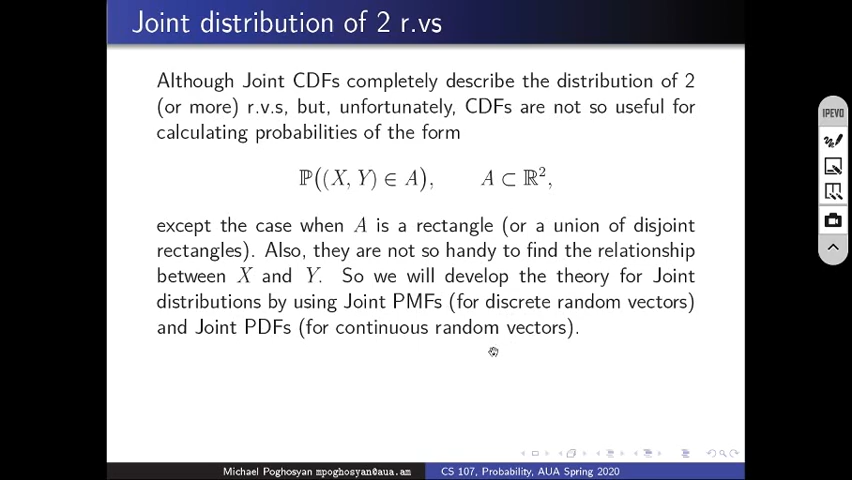 Joint distribution of 2 r.vs
Although Joint CDFs completely describe the distribution of 2
(or more) r.v.s, but, unfortunately, CDFs are not so useful for
calculating probabilities of the form
ℙ((X, Y) ∈ A),   A ⊂ ℝ²,
except the case when A is a rectangle (or a union of disjoint
rectangles). Also, they are not so handy to find the relationship
between X and Y. So we will develop the theory for Joint
distributions by using Joint PMFs (for discrete random vectors)
and Joint PDFs (for continuous random vectors).
Michael Poghosyan mpoghosyan@aua.am CS 107, Probability, AUA Spring 2020
IPEVO